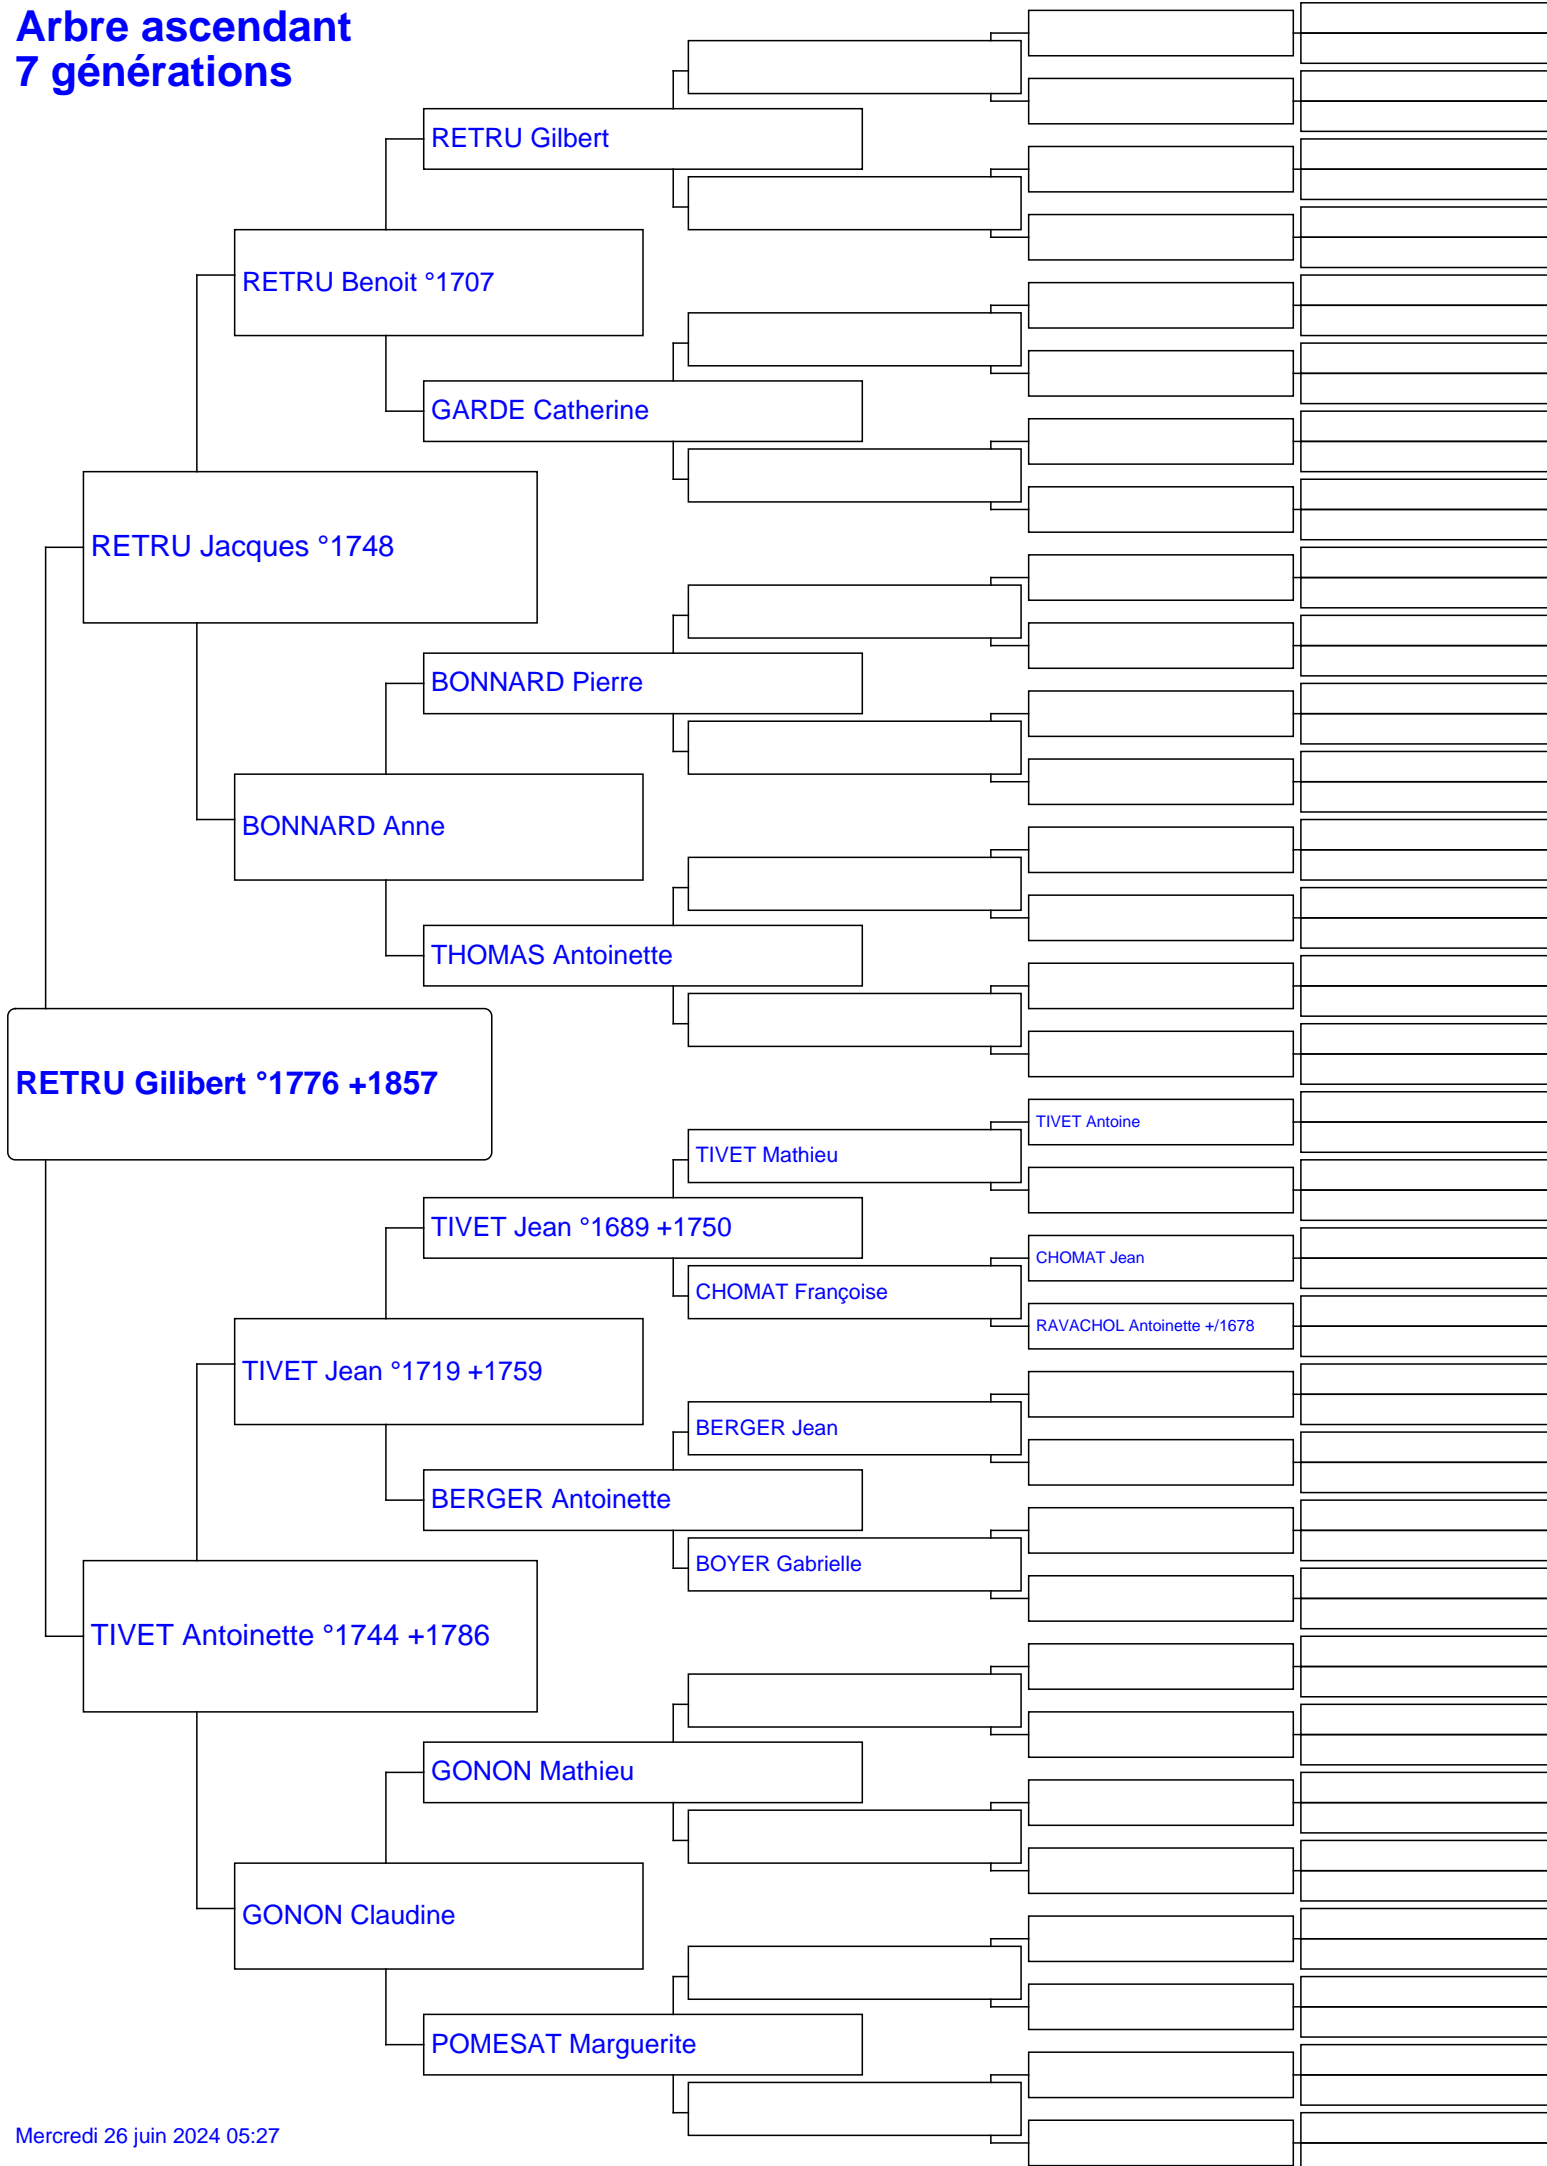 Arbre ascendant
7 générations
RETRU Gilbert
RETRU Benoit °1707
GARDE Catherine
RETRU Jacques °1748
BONNARD Pierre
BONNARD Anne
THOMAS Antoinette
RETRU Gilibert °1776 +1857
TIVET Antoine
TIVET Mathieu
TIVET Jean °1689 +1750
CHOMAT Jean
CHOMAT Françoise
RAVACHOL Antoinette +/1678
TIVET Jean °1719 +1759
BERGER Jean
BERGER Antoinette
BOYER Gabrielle
TIVET Antoinette °1744 +1786
GONON Mathieu
GONON Claudine
POMESAT Marguerite
Mercredi 26 juin 2024 05:27